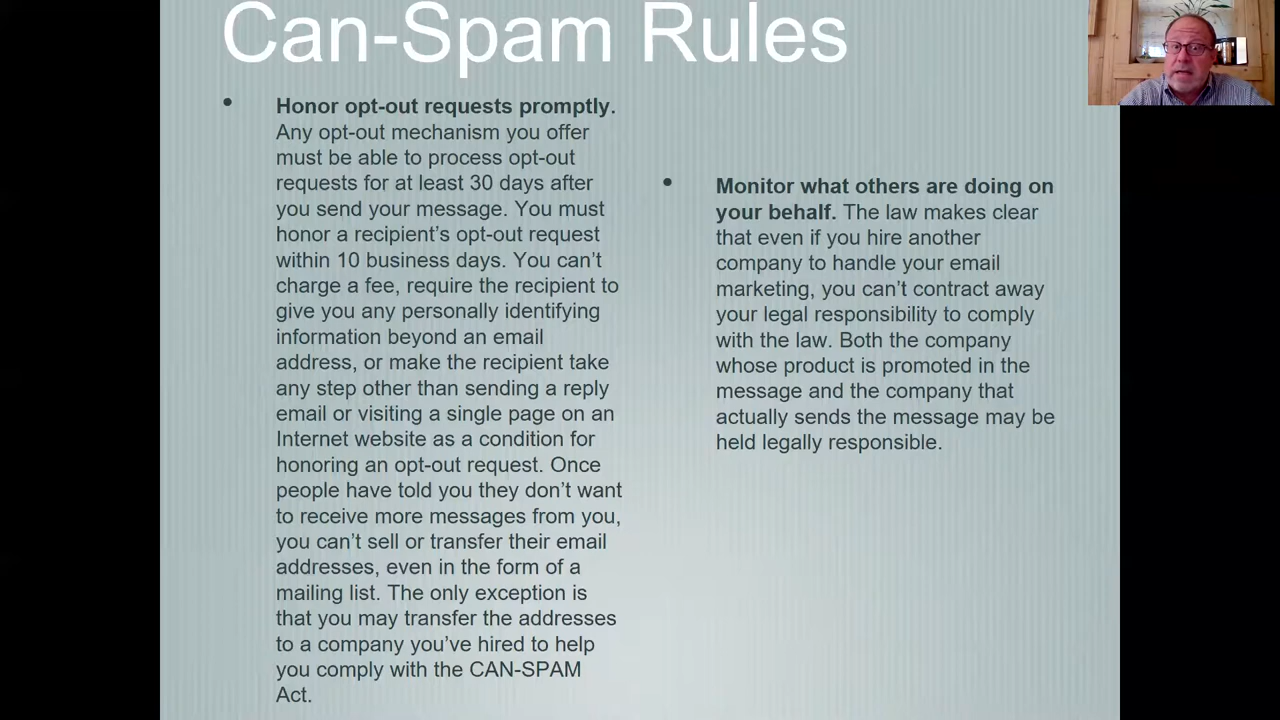 Can-Spam Rules
Honor opt-out requests promptly.
Any opt-out mechanism you offer
must be able to process opt-out
requests for at least 30 days after
you send your message. You must
honor a recipient’s opt-out request
within 10 business days. You can’t
charge a fee, require the recipient to
give you any personally identifying
information beyond an email
address, or make the recipient take
any step other than sending a reply
email or visiting a single page on an
Internet website as a condition for
honoring an opt-out request. Once
people have told you they don’t want
to receive more messages from you,
you can’t sell or transfer their email
addresses, even in the form of a
mailing list. The only exception is
that you may transfer the addresses
to a company you’ve hired to help
you comply with the CAN-SPAM
Act.
Monitor what others are doing on
your behalf. The law makes clear
that even if you hire another
company to handle your email
marketing, you can’t contract away
your legal responsibility to comply
with the law. Both the company
whose product is promoted in the
message and the company that
actually sends the message may be
held legally responsible.